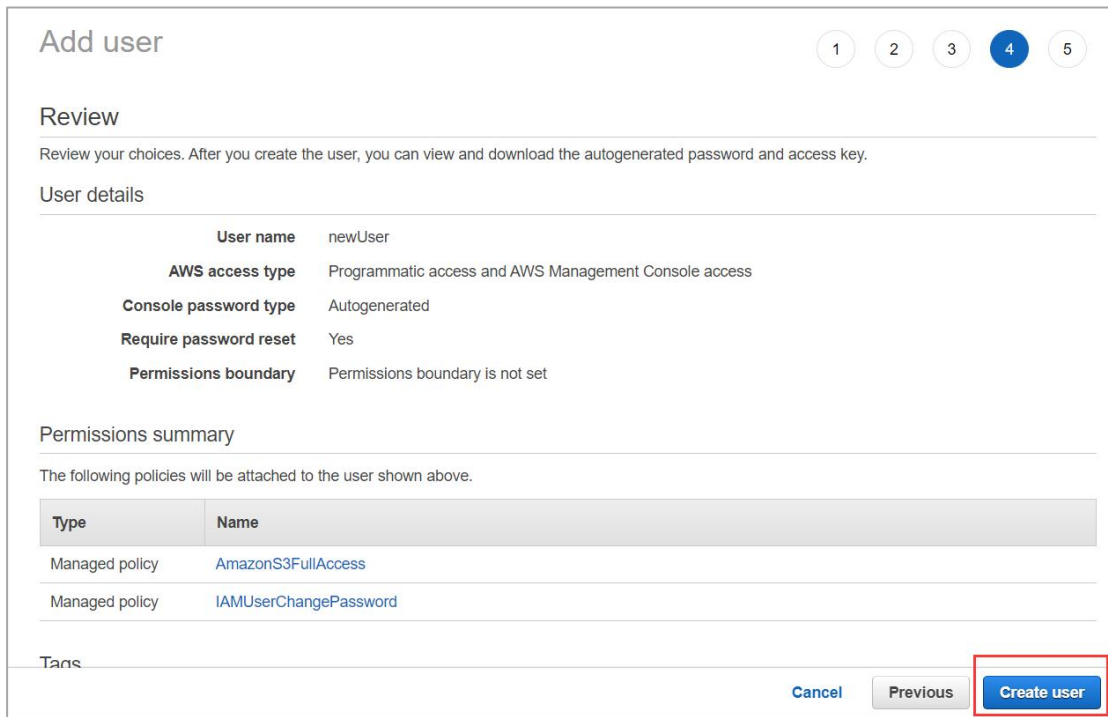 Add user
1 2 3 4 5
Review
Review your choices. After you create the user, you can view and download the autogenerated password and access key.
User details
User name newUser
AWS access type Programmatic access and AWS Management Console access
Console password type Autogenerated
Require password reset Yes
Permissions boundary Permissions boundary is not set
Permissions summary
The following policies will be attached to the user shown above.
Type Name
Managed policy AmazonS3FullAccess
Managed policy IAMUserChangePassword
Tags
Cancel Previous Create user